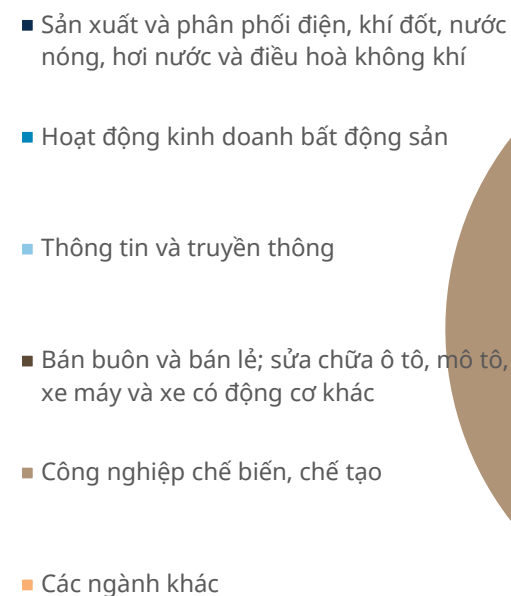 Sản xuất và phân phối điện, khí đốt, nước
nóng, hơi nước và điều hoà không khí
Hoạt động kinh doanh bất động sản
Thông tin và truyền thông
Bán buôn và bán lẻ; sửa chữa ô tô, mô tô,
xe máy và xe có động cơ khác
Công nghiệp chế biến, chế tạo
Các ngành khác